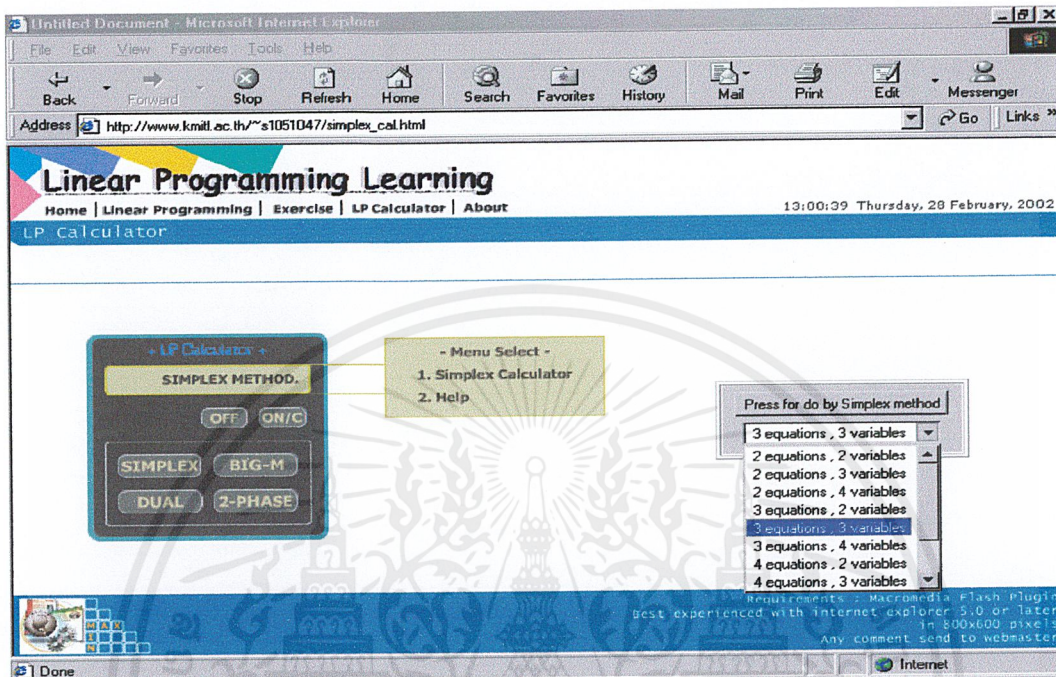 Untitled Document - Microsoft Internet Explorer
File Edit View Favorites Tools Help
Back Forward Stop Refresh Home Search Favorites History Mail Print Edit Messenger
Address http://www.kmitl.ac.th/~s1051047/simplex_cal.html Go Links »
Linear Programming Learning
Home | Linear Programming | Exercise | LP Calculator | About 13:00:39 Thursday, 28 February, 2002
LP Calculator
+ LP Calculator +
SIMPLEX METHOD.
OFF ON/C
SIMPLEX BIG-M
DUAL 2-PHASE
- Menu Select -
1. Simplex Calculator
2. Help
Press for do by Simplex method
3 equations , 3 variables
2 equations , 2 variables
2 equations , 3 variables
2 equations , 4 variables
3 equations , 2 variables
3 equations , 3 variables
3 equations , 4 variables
4 equations , 2 variables
4 equations , 3 variables
MAX
MIN
Requirements : Macromedia Flash Plugin
Best experienced with internet explorer 5.0 or later
in 800x600 pixels
Any comment send to webmaster
Done Internet